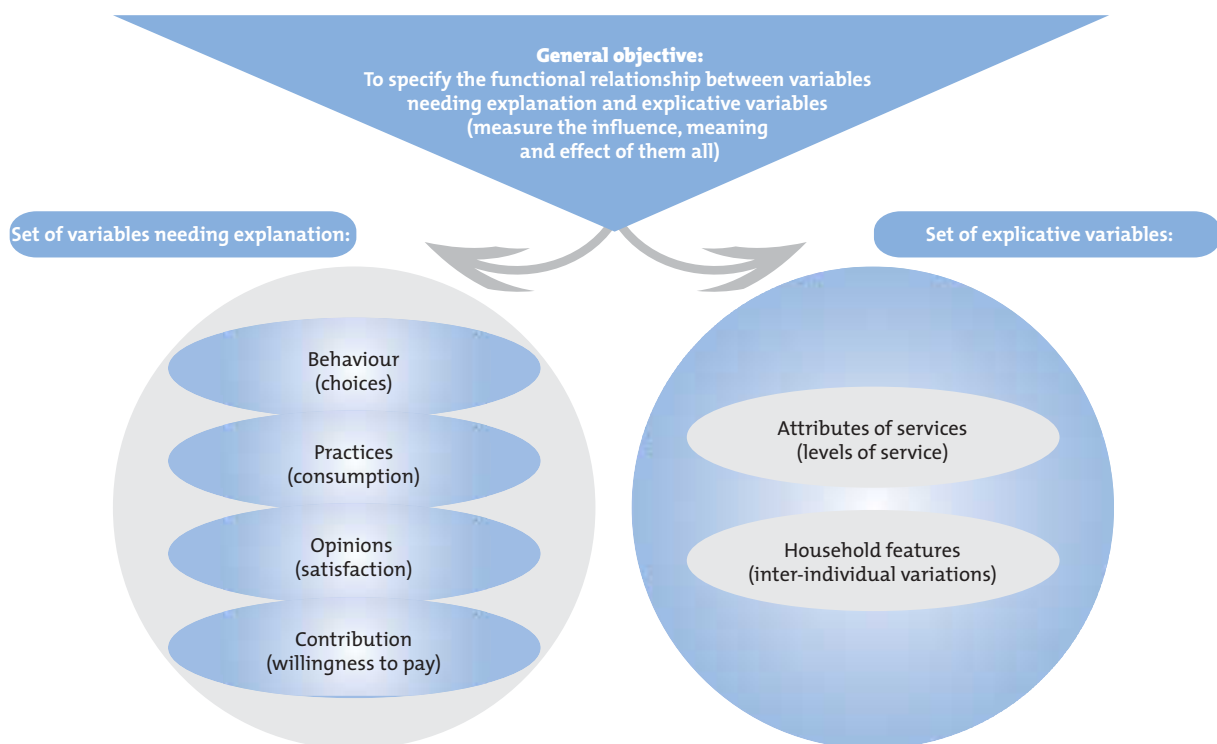 General objective:
To specify the functional relationship between variables
needing explanation and explicative variables
(measure the influence, meaning
and effect of them all)
Set of variables needing explanation:
Set of explicative variables:
Behaviour
(choices)
Practices
(consumption)
Opinions
(satisfaction)
Contribution
(willingness to pay)
Attributes of services
(levels of service)
Household features
(inter-individual variations)